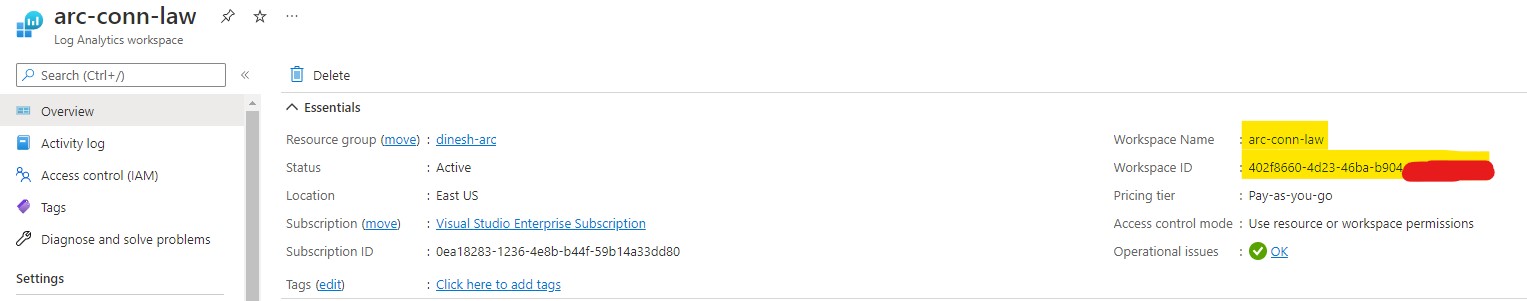 arc-conn-law
Log Analytics workspace
Search (Ctrl+/)
Overview
Activity log
Access control (IAM)
Tags
Diagnose and solve problems
Settings
Delete
Essentials
Resource group (move) : dinesh-arc
Status : Active
Location : East US
Subscription (move) : Visual Studio Enterprise Subscription
Subscription ID : 0ea18283-1236-4e8b-b44f-59b14a33dd80
Tags (edit) : Click here to add tags
Workspace Name : arc-conn-law
Workspace ID : 402f8660-4d23-46ba-b904
Pricing tier : Pay-as-you-go
Access control mode : Use resource or workspace permissions
Operational issues : OK